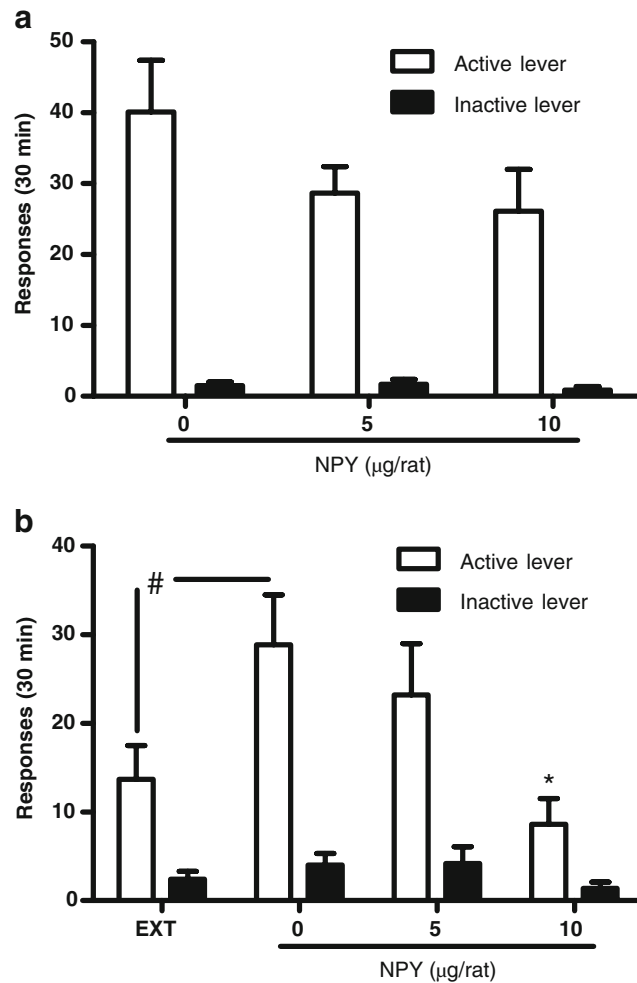 a
50
40
30
20
10
0
Responses (30 min)
Active lever
Inactive lever
0 5 10
NPY (μg/rat)
b
40
30
20
10
0
Responses (30 min)
#
Active lever
Inactive lever
*
EXT 0 5 10
NPY (μg/rat)